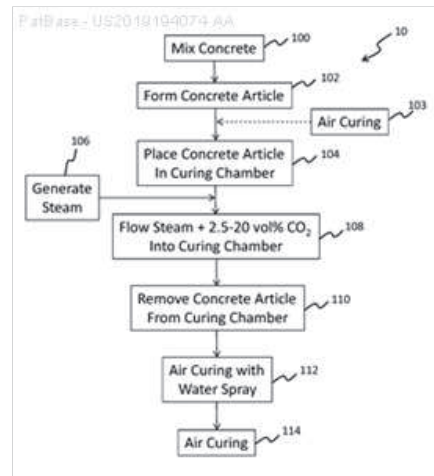 PatBase - US2019194074 AA
10
Mix Concrete
100
Form Concrete Article
102
Air Curing
103
Place Concrete Article
In Curing Chamber
104
106
Generate
Steam
Flow Steam + 2.5-20 vol% CO₂
Into Curing Chamber
108
Remove Concrete Article
From Curing Chamber
110
Air Curing with
Water Spray
112
Air Curing
114